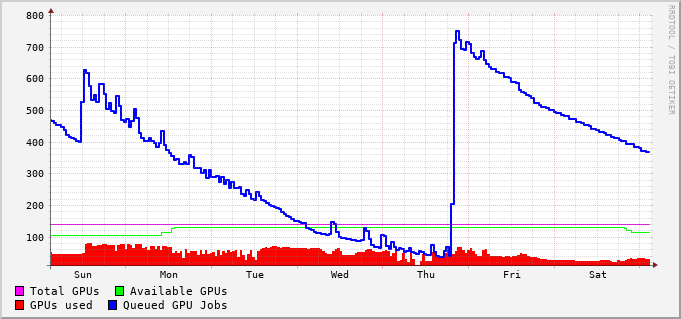 800
700
600
500
400
300
200
100
Sun Mon Tue Wed Thu Fri Sat
Total GPUs Available GPUs
GPUs used Queued GPU Jobs
RRDTOOL / TOBI OETIKER